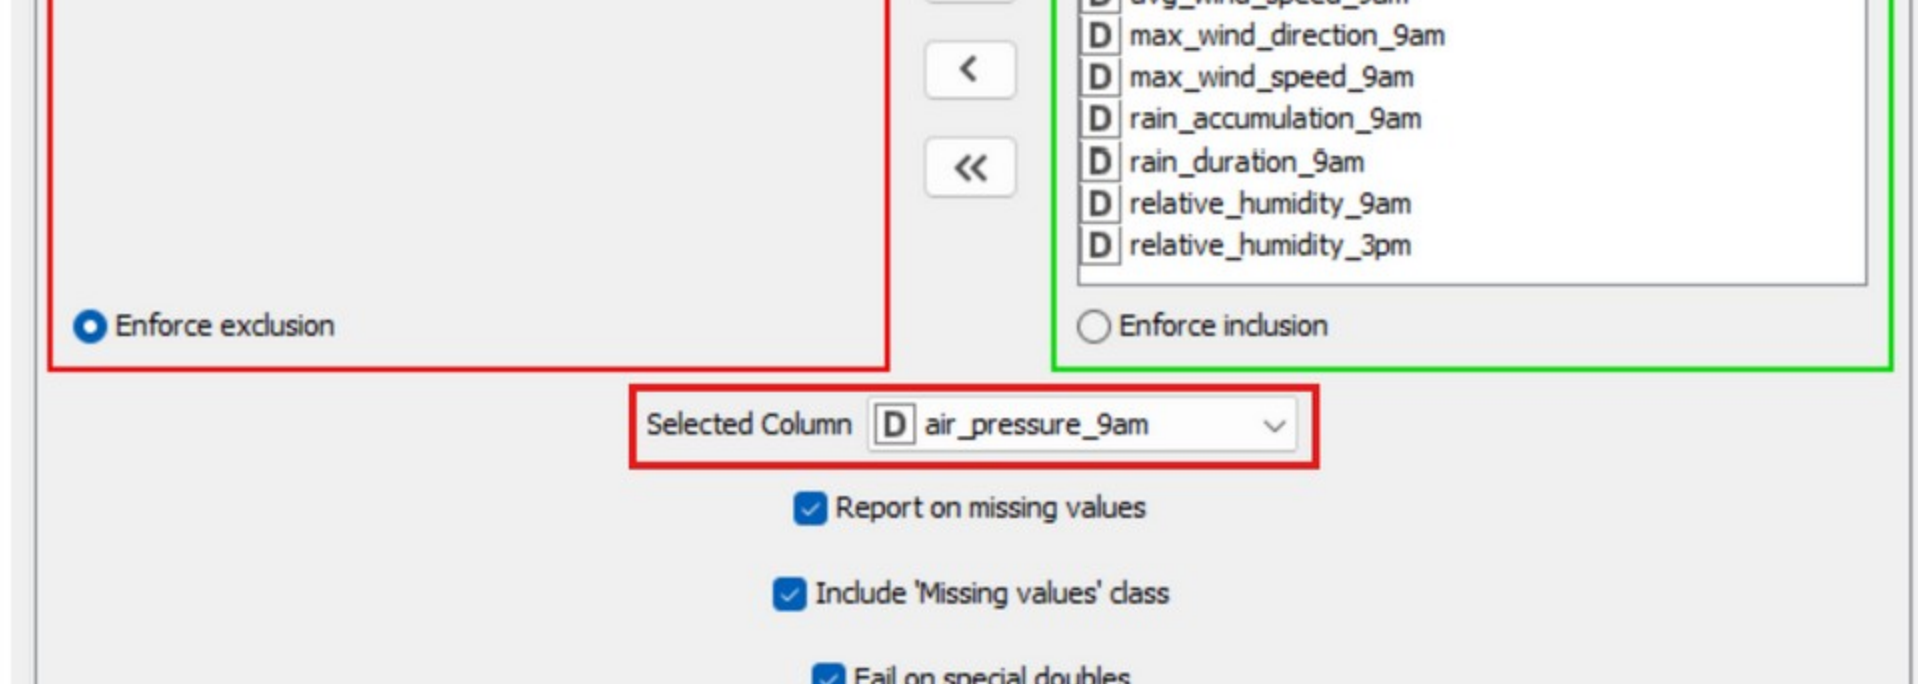 avg_wind_speed_9am
D max_wind_direction_9am
<
D max_wind_speed_9am
D rain_accumulation_9am
<<
D rain_duration_9am
D relative_humidity_9am
D relative_humidity_3pm
Enforce exclusion
Enforce inclusion
Selected Column D air_pressure_9am
Report on missing values
Include 'Missing values' class
Fail on special doubles